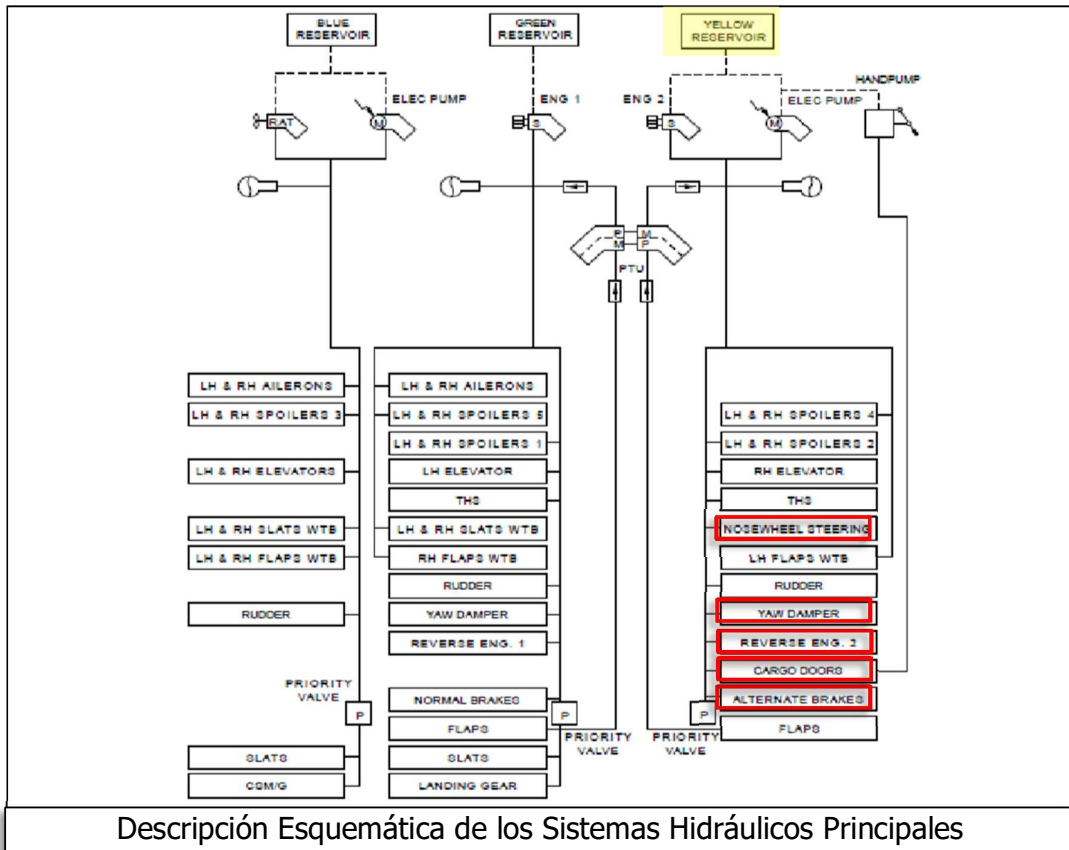 BLUE
RESERVOIR
GREEN
RESERVOIR
YELLOW
RESERVOIR
HANDPUMP
ELEC PUMP
ENG 1
ENG 2
ELEC PUMP
RAT
M
S
S
M
P M
M P
PTU
LH & RH AILERONS
LH & RH SPOILERS 3
LH & RH ELEVATORS
LH & RH SLATS WTB
LH & RH FLAPS WTB
RUDDER
PRIORITY
VALVE
P
SLATS
CSM/G
LH & RH AILERONS
LH & RH SPOILERS 5
LH & RH SPOILERS 1
LH ELEVATOR
THS
LH & RH SLATS WTB
RH FLAPS WTB
RUDDER
YAW DAMPER
REVERSE ENG. 1
NORMAL BRAKES
P
FLAPS
PRIORITY
VALVE
SLATS
LANDING GEAR
LH & RH SPOILERS 4
LH & RH SPOILERS 2
RH ELEVATOR
THS
NOSEWHEEL STEERING
LH FLAPS WTB
RUDDER
YAW DAMPER
REVERSE ENG. 2
CARGO DOORS
ALTERNATE BRAKES
P
FLAPS
PRIORITY
VALVE
Descripción Esquemática de los Sistemas Hidráulicos Principales